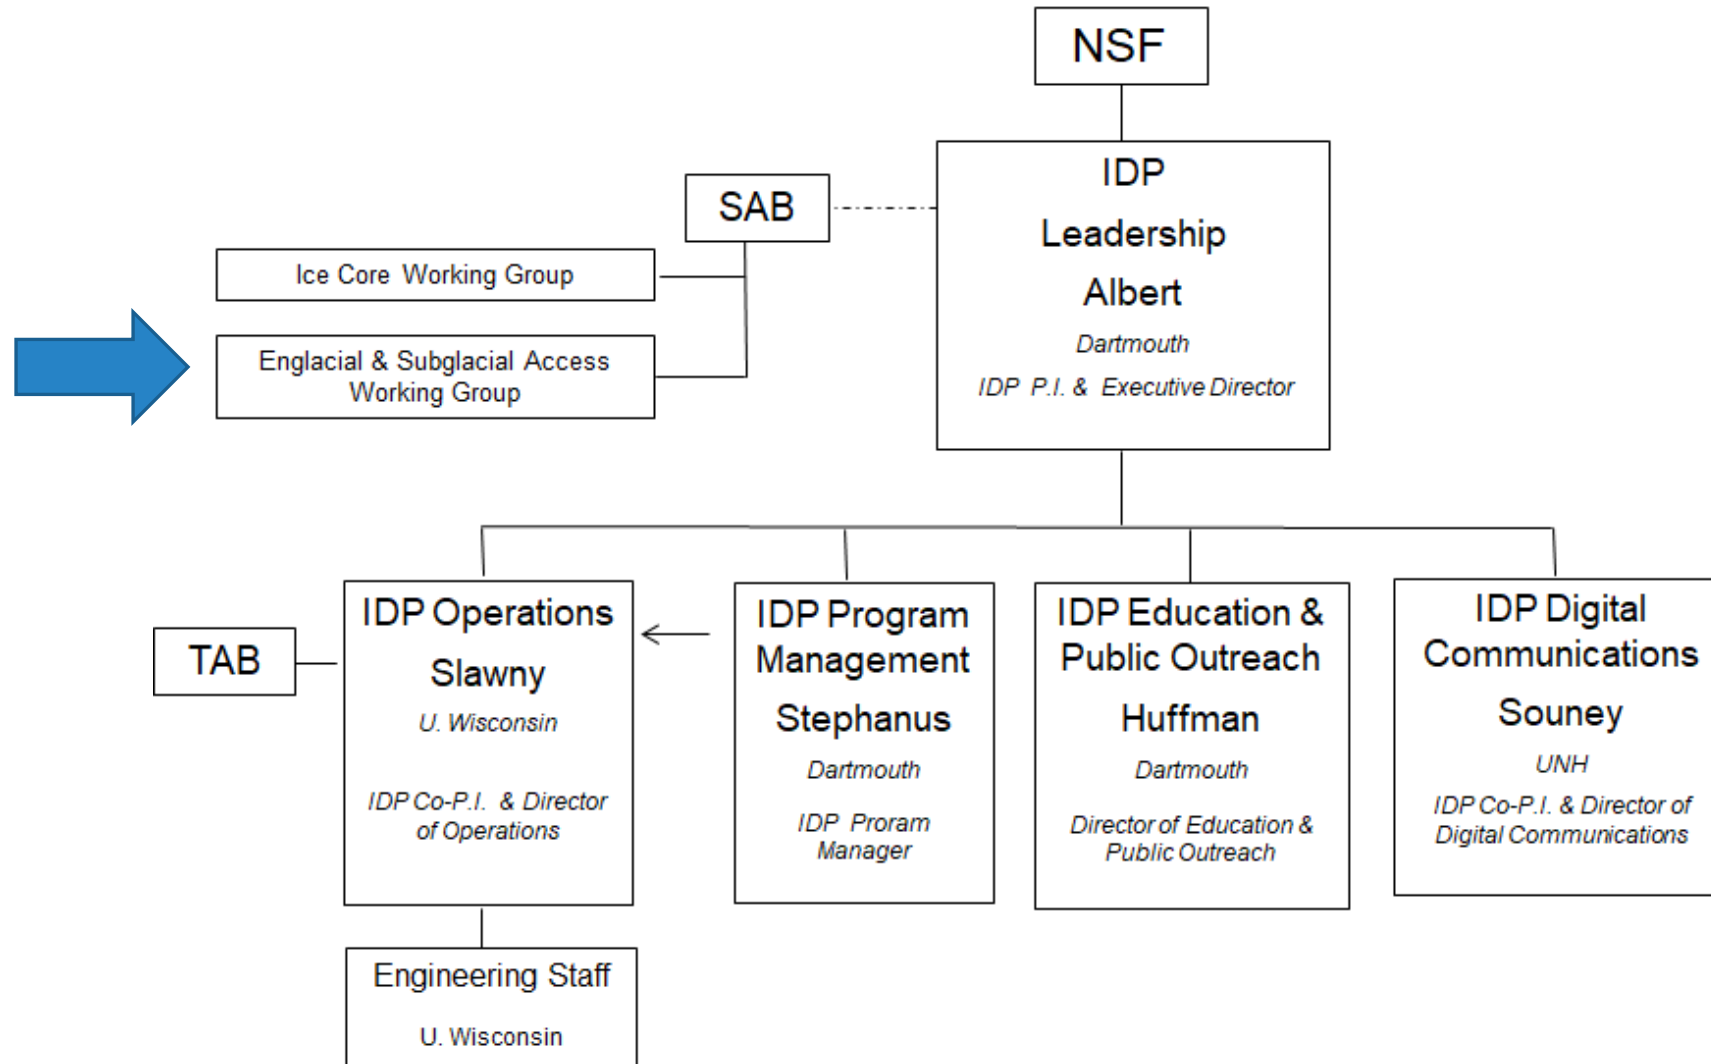 NSF
IDP
Leadership
Albert
Dartmouth
IDP P.I. & Executive Director
SAB
Ice Core Working Group
Englacial & Subglacial Access
Working Group
TAB
IDP Operations
Slawny
U. Wisconsin
IDP Co-P.I. & Director
of Operations
IDP Program
Management
Stephanus
Dartmouth
IDP Proram
Manager
IDP Education &
Public Outreach
Huffman
Dartmouth
Director of Education &
Public Outreach
IDP Digital
Communications
Souney
UNH
IDP Co-P.I. & Director of
Digital Communications
Engineering Staff
U. Wisconsin